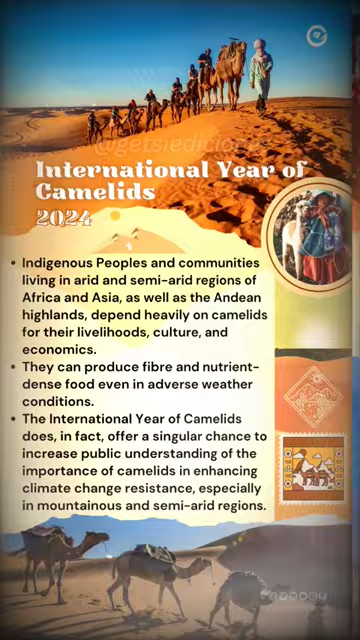 @getsetedictor
International Year of
Camelids
2024
Indigenous Peoples and communities
living in arid and semi-arid regions of
Africa and Asia, as well as the Andean
highlands, depend heavily on camelids
for their livelihoods, culture, and
economics.
They can produce fibre and nutrient-
dense food even in adverse weather
conditions.
The International Year of Camelids
does, in fact, offer a singular chance to
increase public understanding of the
importance of camelids in enhancing
climate change resistance, especially
in mountainous and semi-arid regions.